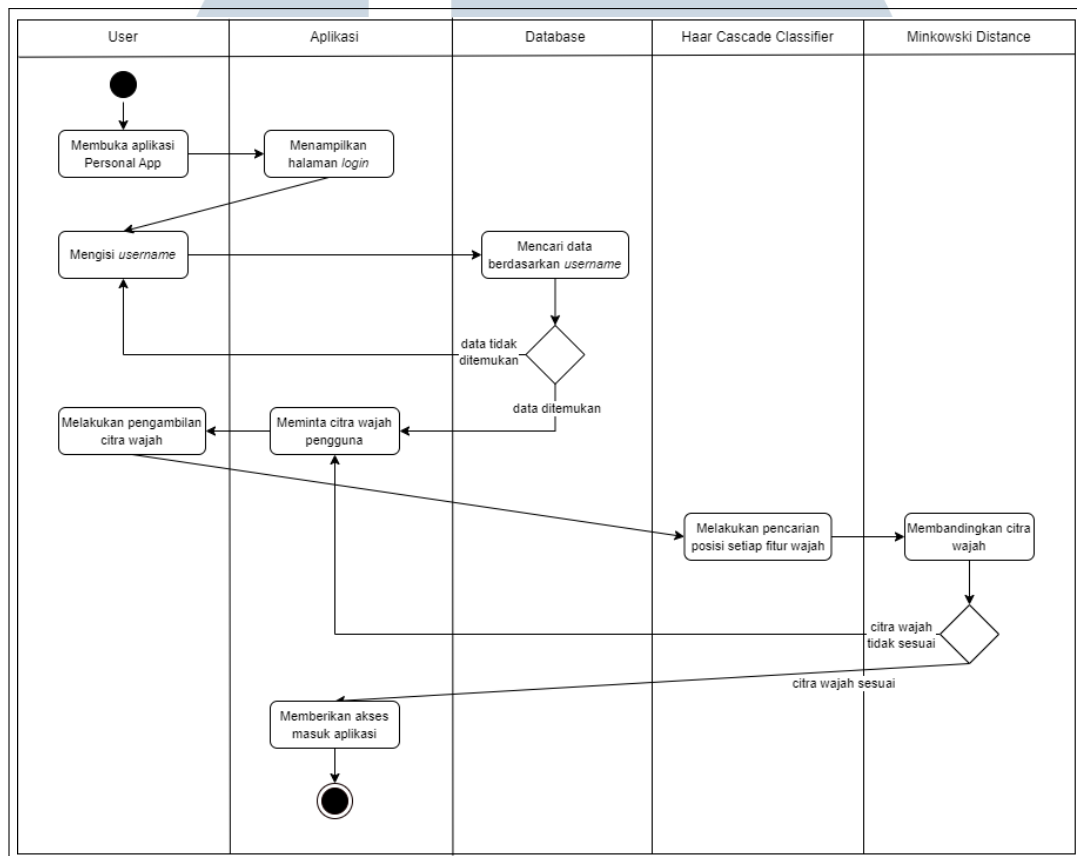 User
Aplikasi
Database
Haar Cascade Classifier
Minkowski Distance
Membuka aplikasi
Personal App
Menampilkan
halaman login
Mengisi username
Mencari data
berdasarkan username
data tidak
ditemukan
data ditemukan
Melakukan pengambilan
citra wajah
Meminta citra wajah
pengguna
Melakukan pencarian
posisi setiap fitur wajah
Membandingkan citra
wajah
citra wajah
tidak sesuai
citra wajah sesuai
Memberikan akses
masuk aplikasi